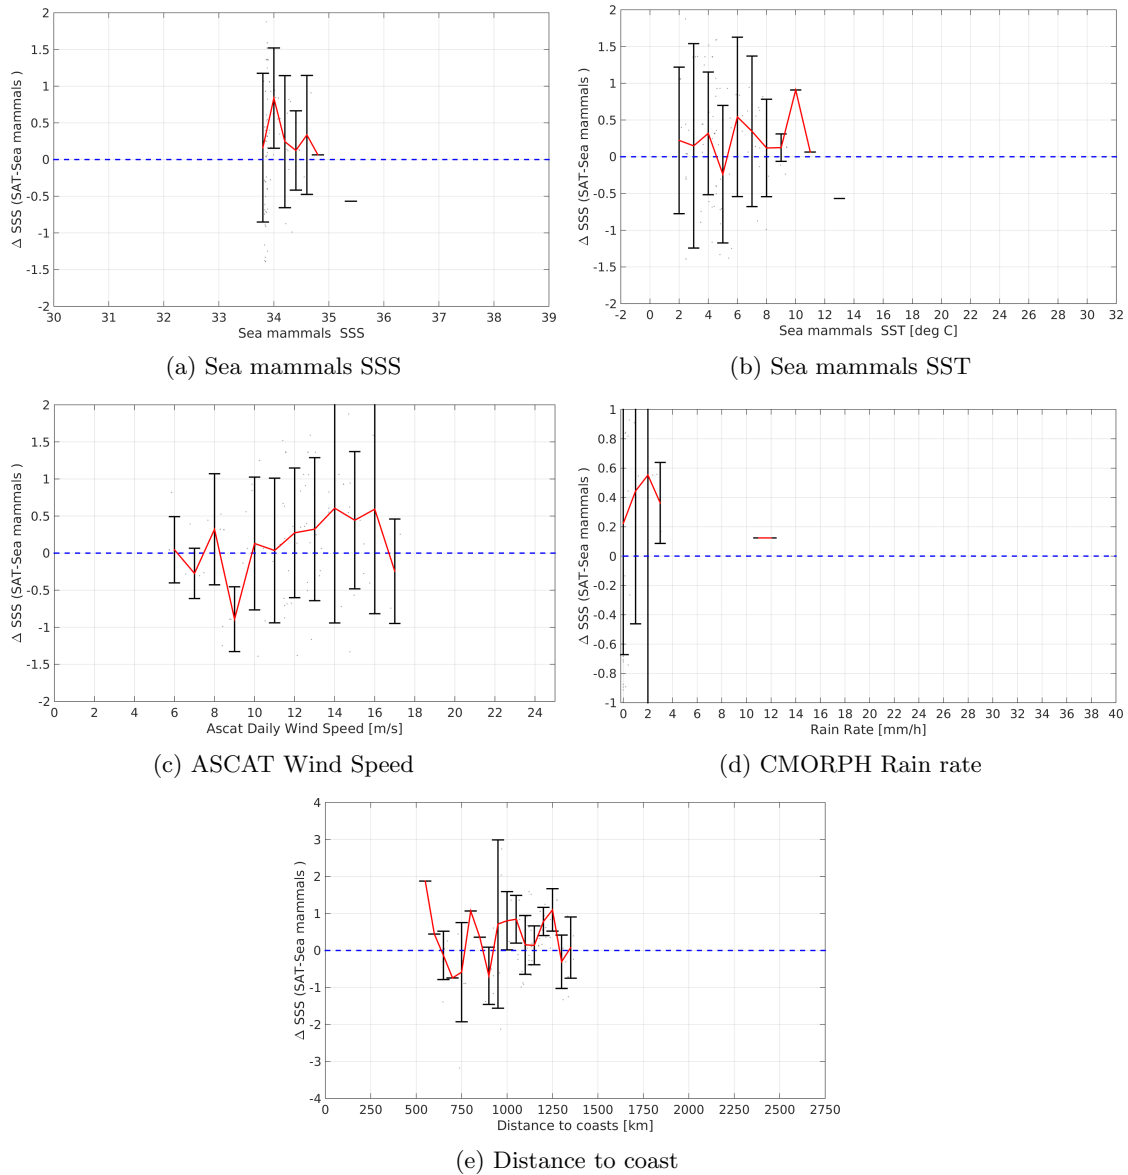 2
1.5
1
0.5
0
-0.5
-1
-1.5
-2
Δ SSS (SAT-Sea mammals )
30 31 32 33 34 35 36 37 38 39
Sea mammals SSS
(a) Sea mammals SSS
2
1.5
1
0.5
0
-0.5
-1
-1.5
-2
Δ SSS (SAT-Sea mammals )
-2 0 2 4 6 8 10 12 14 16 18 20 22 24 26 28 30 32
Sea mammals SST [deg C]
(b) Sea mammals SST
2
1.5
1
0.5
0
-0.5
-1
-1.5
-2
Δ SSS (SAT-Sea mammals )
0 2 4 6 8 10 12 14 16 18 20 22 24
Ascat Daily Wind Speed [m/s]
(c) ASCAT Wind Speed
1
0.8
0.6
0.4
0.2
0
-0.2
-0.4
-0.6
-0.8
-1
Δ SSS (SAT-Sea mammals )
0 2 4 6 8 10 12 14 16 18 20 22 24 26 28 30 32 34 36 38 40
Rain Rate [mm/h]
(d) CMORPH Rain rate
4
3
2
1
0
-1
-2
-3
-4
Δ SSS (SAT-Sea mammals )
0 250 500 750 1000 1250 1500 1750 2000 2250 2500 2750
Distance to coasts [km]
(e) Distance to coast